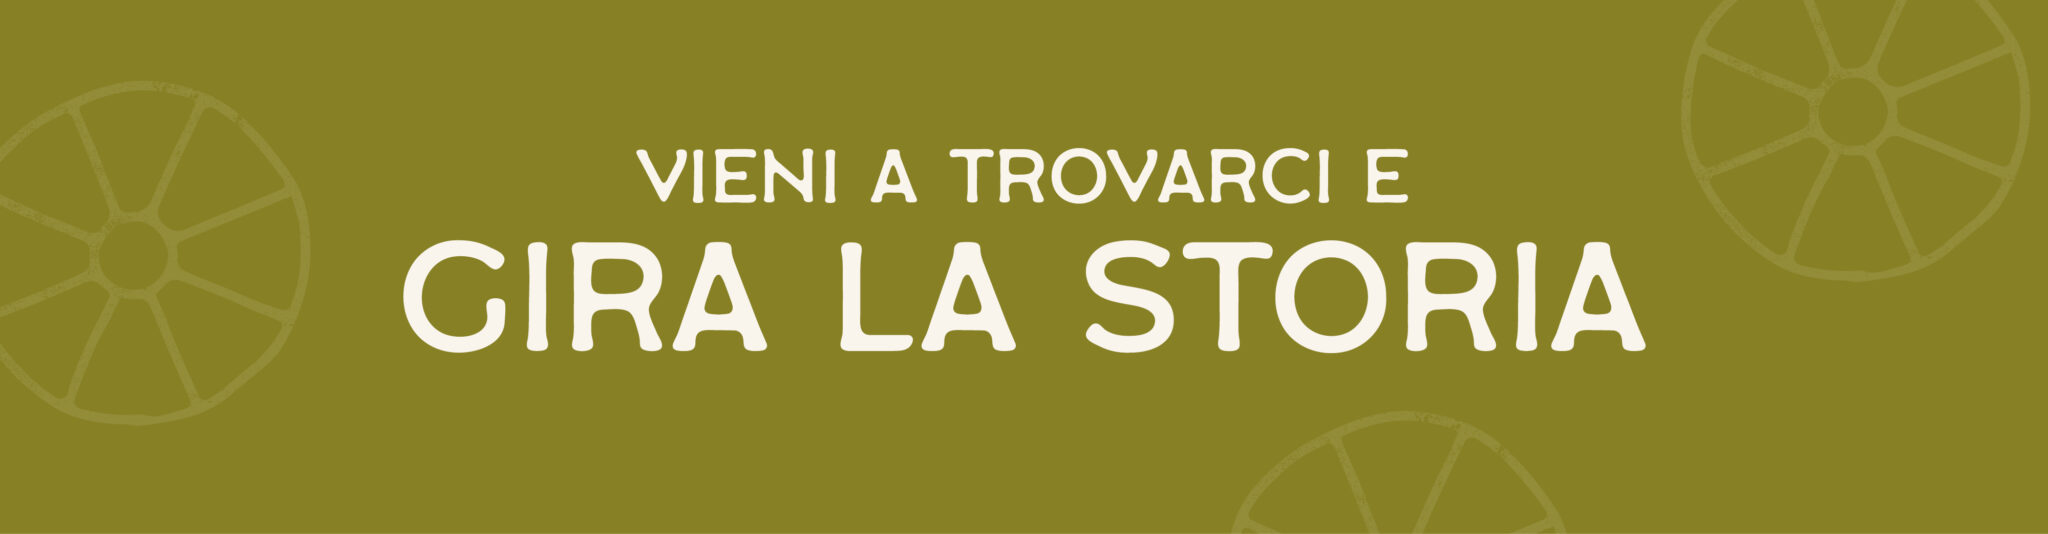 VIENI A TROVARCI E
GIRA LA STORIA